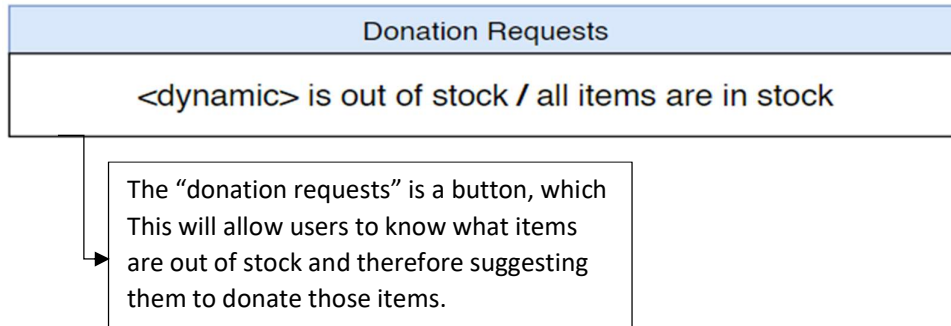 Donation Requests
<dynamic> is out of stock / all items are in stock
The “donation requests” is a button, which
This will allow users to know what items
are out of stock and therefore suggesting
them to donate those items.